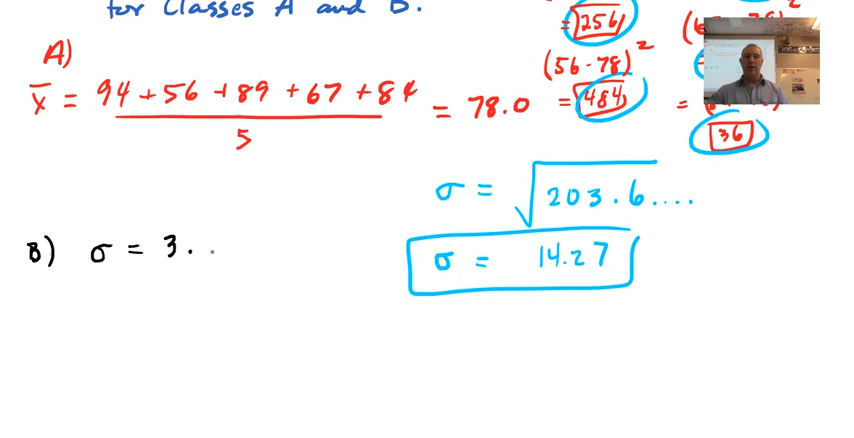 for Classes A and B.
= 256
A)
(56-78)²
x̄ = 94+56+89+67+84 / 5 = 78.0
= 484
=
36
σ = √203.6....
B) σ = 3..
σ = 14.27